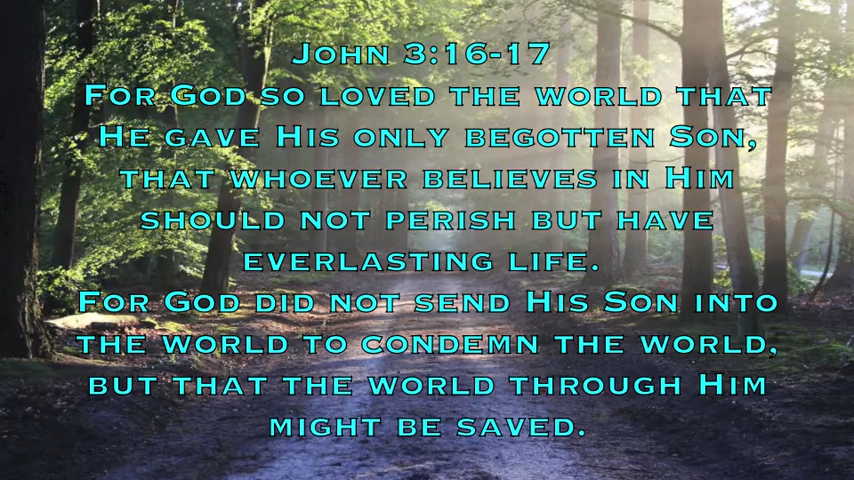 John 3:16-17
For God so loved the world that
He gave His only begotten Son,
that whoever believes in Him
should not perish but have
everlasting life.
For God did not send His Son into
the world to condemn the world,
but that the world through Him
might be saved.